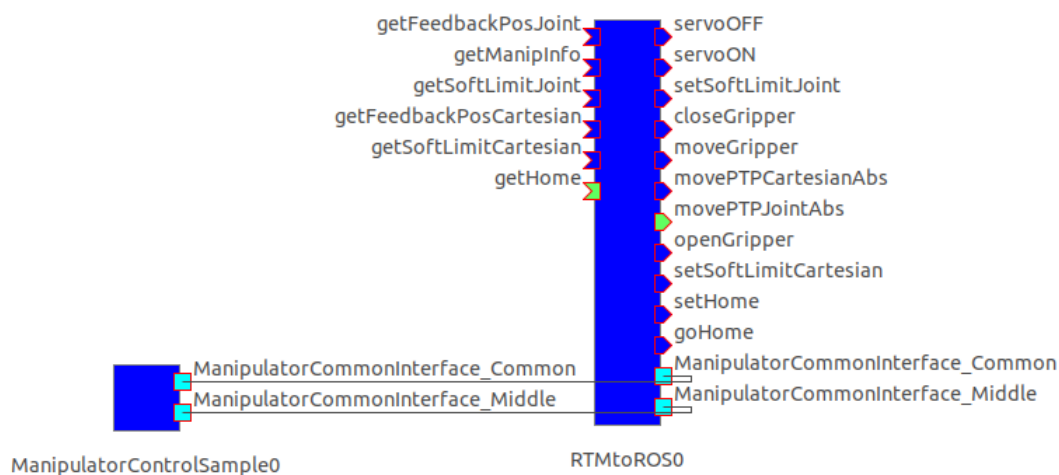 getFeedbackPosJoint
getManipInfo
getSoftLimitJoint
getFeedbackPosCartesian
getSoftLimitCartesian
getHome
servoOFF
servoON
setSoftLimitJoint
closeGripper
moveGripper
movePTPCartesianAbs
movePTPJointAbs
openGripper
setSoftLimitCartesian
setHome
goHome
ManipulatorCommonInterface_Common
ManipulatorCommonInterface_Middle
ManipulatorCommonInterface_Common
ManipulatorCommonInterface_Middle
ManipulatorControlSample0
RTMtoROS0